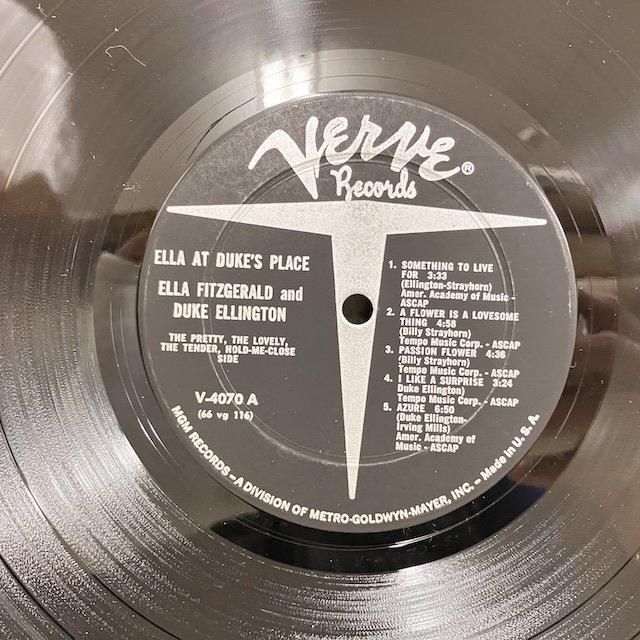 VERVE ®
Records
ELLA AT DUKE'S PLACE
ELLA FITZGERALD and
DUKE ELLINGTON
THE PRETTY, THE LOVELY,
THE TENDER, HOLD-ME-CLOSE
SIDE
V-4070 A
(66 vg 116)
1. SOMETHING TO LIVE
FOR 3:33
(Ellington-Strayhorn)
Amer. Academy of Music -
ASCAP
2. A FLOWER IS A LOVESOME
THING 4:58
(Billy Strayhorn)
Tempo Music Corp. - ASCAP
3. PASSION FLOWER 4:36
(Billy Strayhorn)
Tempo Music Corp. - ASCAP
4. I LIKE A SURPRISE 3:24
Duke Ellington)
Tempo Music Corp. - ASCAP
5. AZURE 6:50
(Duke Ellington-
Irving Mills)
Amer. Academy of
Music - ASCAP
MGM RECORDS – A DIVISION OF METRO-GOLDWYN-MAYER, INC. – Made in U. S. A.